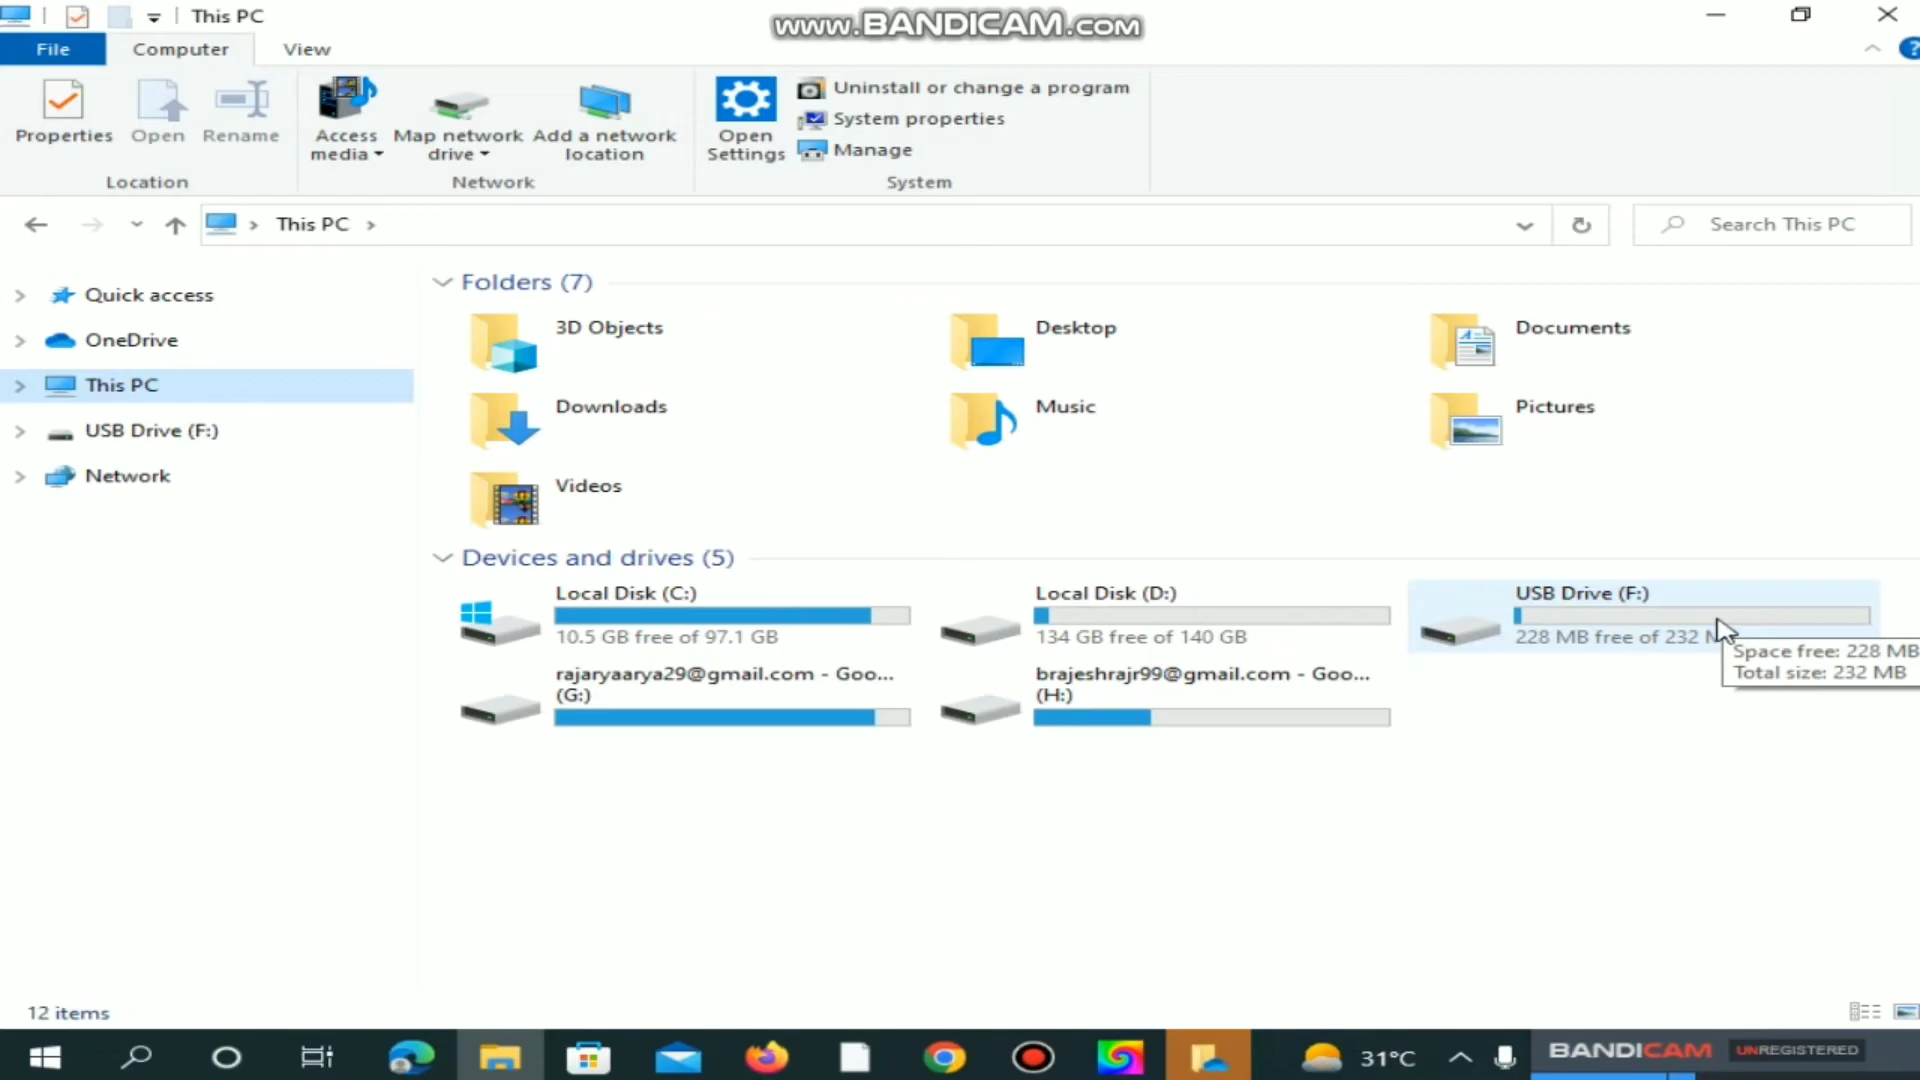 This PC
www.BANDICAM.com
File
Computer
View
Properties
Open
Rename
Access media
Map network drive
Add a network location
Open Settings
Uninstall or change a program
System properties
Manage
Location
Network
System
This PC
Search This PC
Quick access
OneDrive
This PC
USB Drive (F:)
Network
Folders (7)
3D Objects
Desktop
Documents
Downloads
Music
Pictures
Videos
Devices and drives (5)
Local Disk (C:)
10.5 GB free of 97.1 GB
Local Disk (D:)
134 GB free of 140 GB
USB Drive (F:)
228 MB free of 232
Space free: 228 MB
Total size: 232 MB
rajaryaarya29@gmail.com - Goo...
(G:)
brajeshrajr99@gmail.com - Goo...
(H:)
12 items
31°C
BANDICAM
UNREGISTERED